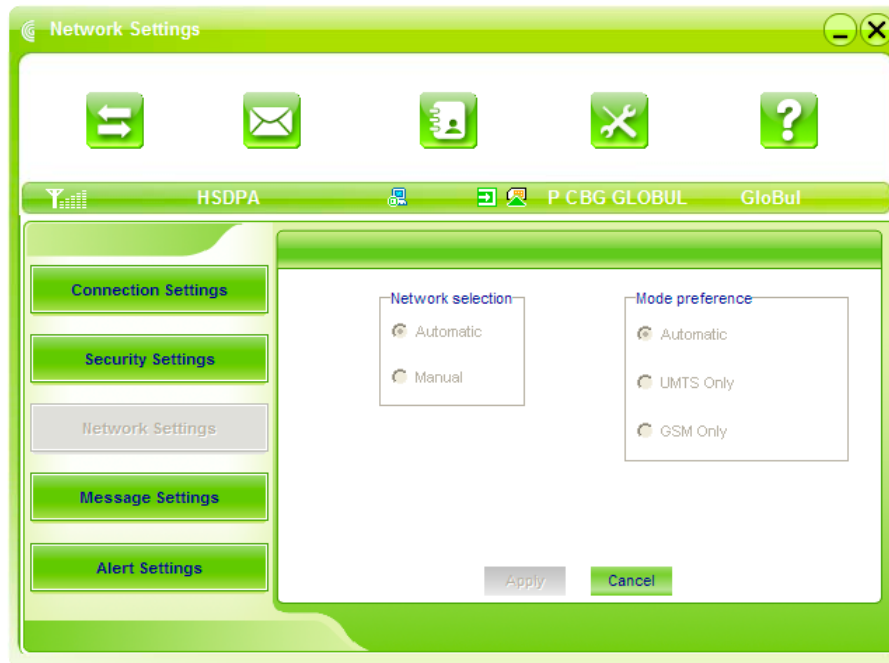 Network Settings
HSDPA P CBG GLOBUL GloBul
Connection Settings
Security Settings
Network Settings
Message Settings
Alert Settings
Network selection
Automatic
Manual
Mode preference
Automatic
UMTS Only
GSM Only
Apply Cancel